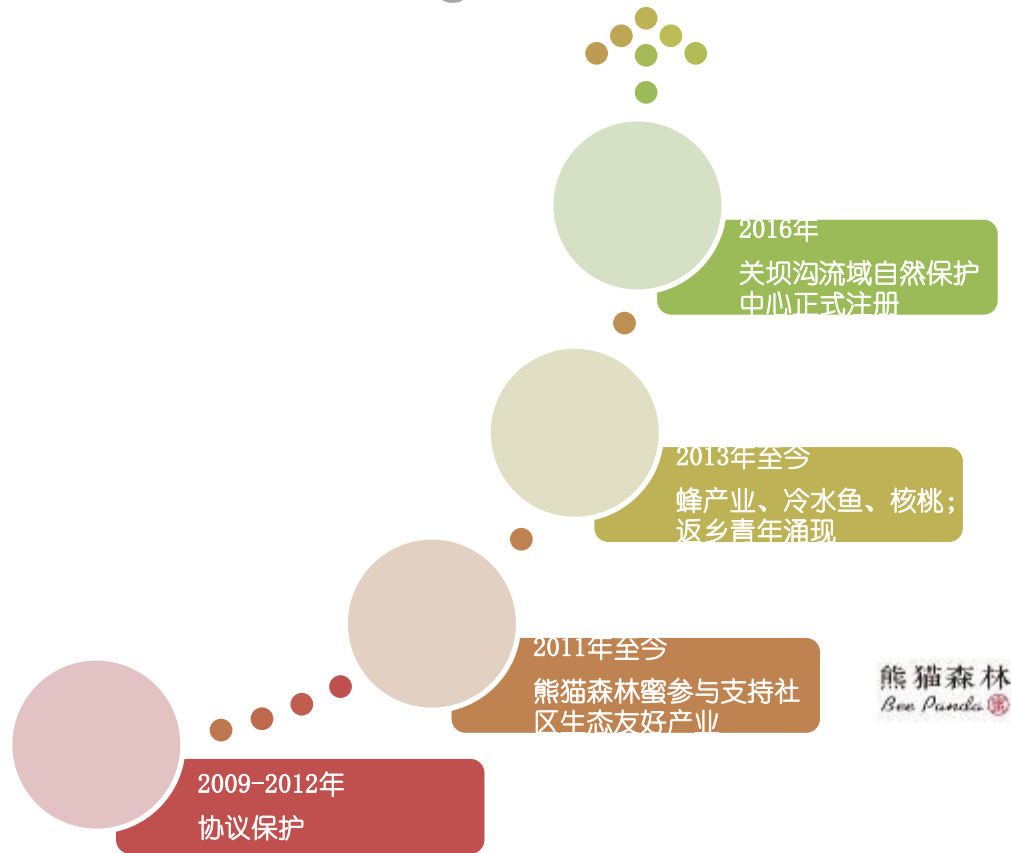 2016年
关坝沟流域自然保护
中心正式注册
2013年至今
蜂产业、冷水鱼、核桃；
返乡青年涌现
2011年至今
熊猫森林蜜参与支持社
区生态友好产业
熊猫森林
Bee Panda
2009-2012年
协议保护